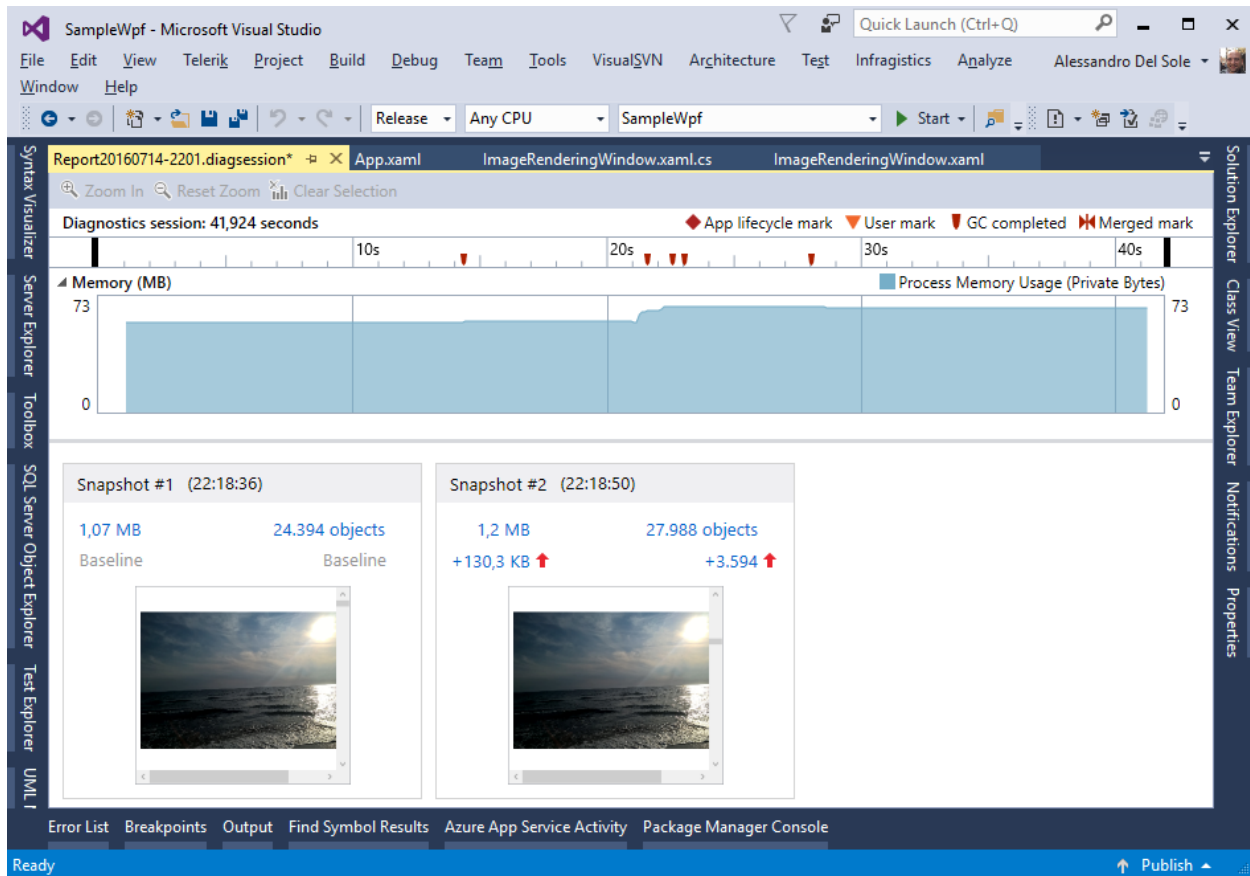 SampleWpf - Microsoft Visual Studio
Quick Launch (Ctrl+Q)
File Edit View Telerik Project Build Debug Team Tools VisualSVN Architecture Test Infragistics Analyze Alessandro Del Sole
Window Help
Release Any CPU SampleWpf Start
Report20160714-2201.diagsession* App.xaml ImageRenderingWindow.xaml.cs ImageRenderingWindow.xaml
Zoom In Reset Zoom Clear Selection
Diagnostics session: 41,924 seconds
App lifecycle mark User mark GC completed Merged mark
10s 20s 30s 40s
Memory (MB) Process Memory Usage (Private Bytes)
73 73
0 0
Snapshot #1 (22:18:36)
1,07 MB 24.394 objects
Baseline Baseline
Snapshot #2 (22:18:50)
1,2 MB 27.988 objects
+130,3 KB +3.594
Syntax Visualizer
Server Explorer
Toolbox
SQL Server Object Explorer
Test Explorer
UML
Solution Explorer
Class View
Team Explorer
Notifications
Properties
Error List Breakpoints Output Find Symbol Results Azure App Service Activity Package Manager Console
Ready Publish